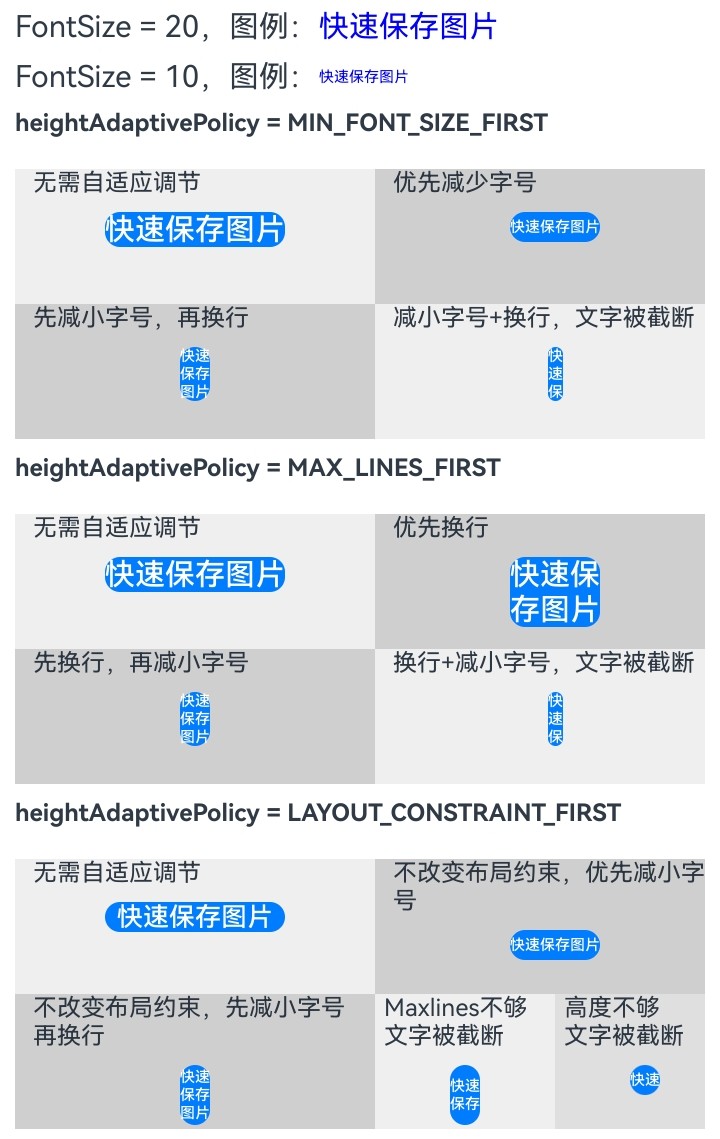 FontSize = 20，图例：快速保存图片
FontSize = 10，图例：快速保存图片
heightAdaptivePolicy = MIN_FONT_SIZE_FIRST
无需自适应调节
快速保存图片
优先减少字号
快速保存图片
先减小字号，再换行
快速
保存
图片
减小字号+换行，文字被截断
快
速
保
heightAdaptivePolicy = MAX_LINES_FIRST
无需自适应调节
快速保存图片
优先换行
快速保
存图片
先换行，再减小字号
快速
保存
图片
换行+减小字号，文字被截断
快
速
保
heightAdaptivePolicy = LAYOUT_CONSTRAINT_FIRST
无需自适应调节
快速保存图片
不改变布局约束，优先减小字
号
快速保存图片
不改变布局约束，先减小字号
再换行
快速
保存
图片
Maxlines不够
文字被截断
快速
保存
高度不够
文字被截断
快速